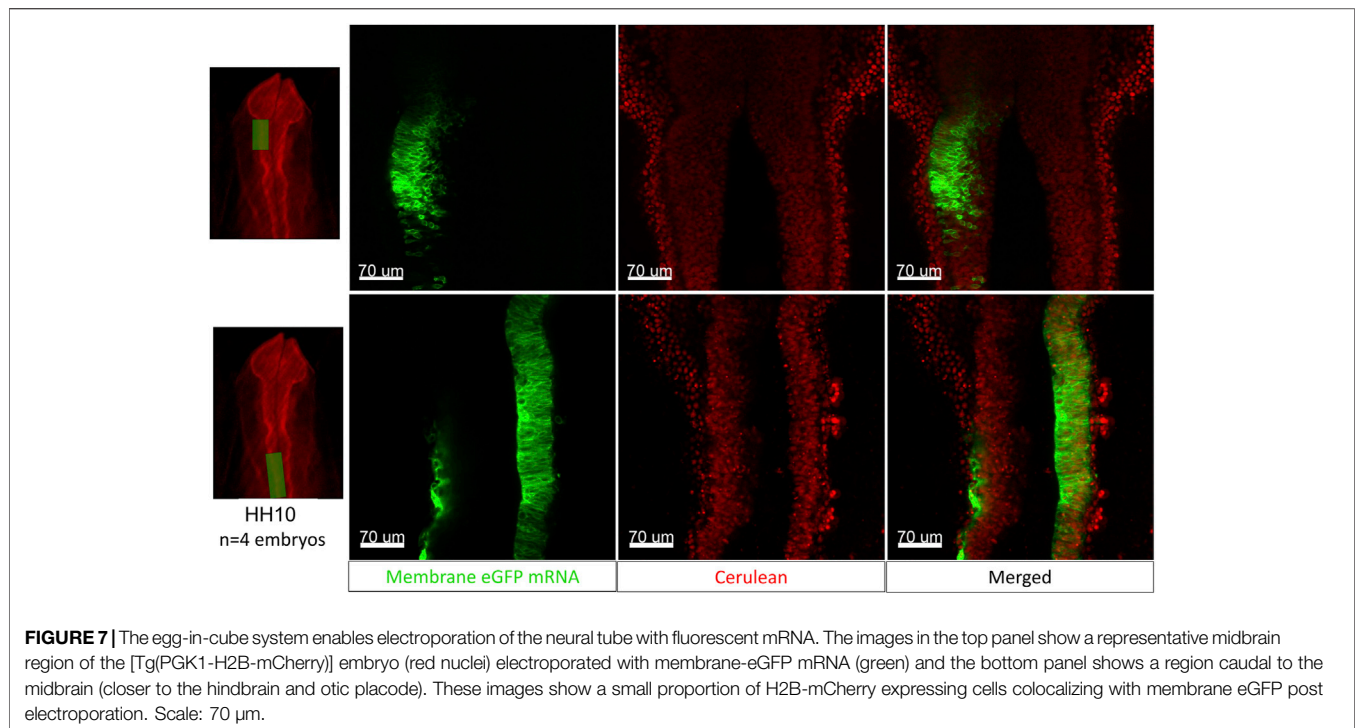 70 um
70 um
70 um
70 um
70 um
70 um
HH10
n=4 embryos
Membrane eGFP mRNA
Cerulean
Merged
FIGURE 7 | The egg-in-cube system enables electroporation of the neural tube with fluorescent mRNA. The images in the top panel show a representative midbrain
region of the [Tg(PGK1-H2B-mCherry)] embryo (red nuclei) electroporated with membrane-eGFP mRNA (green) and the bottom panel shows a region caudal to the
midbrain (closer to the hindbrain and otic placode). These images show a small proportion of H2B-mCherry expressing cells colocalizing with membrane eGFP post
electroporation. Scale: 70 μm.